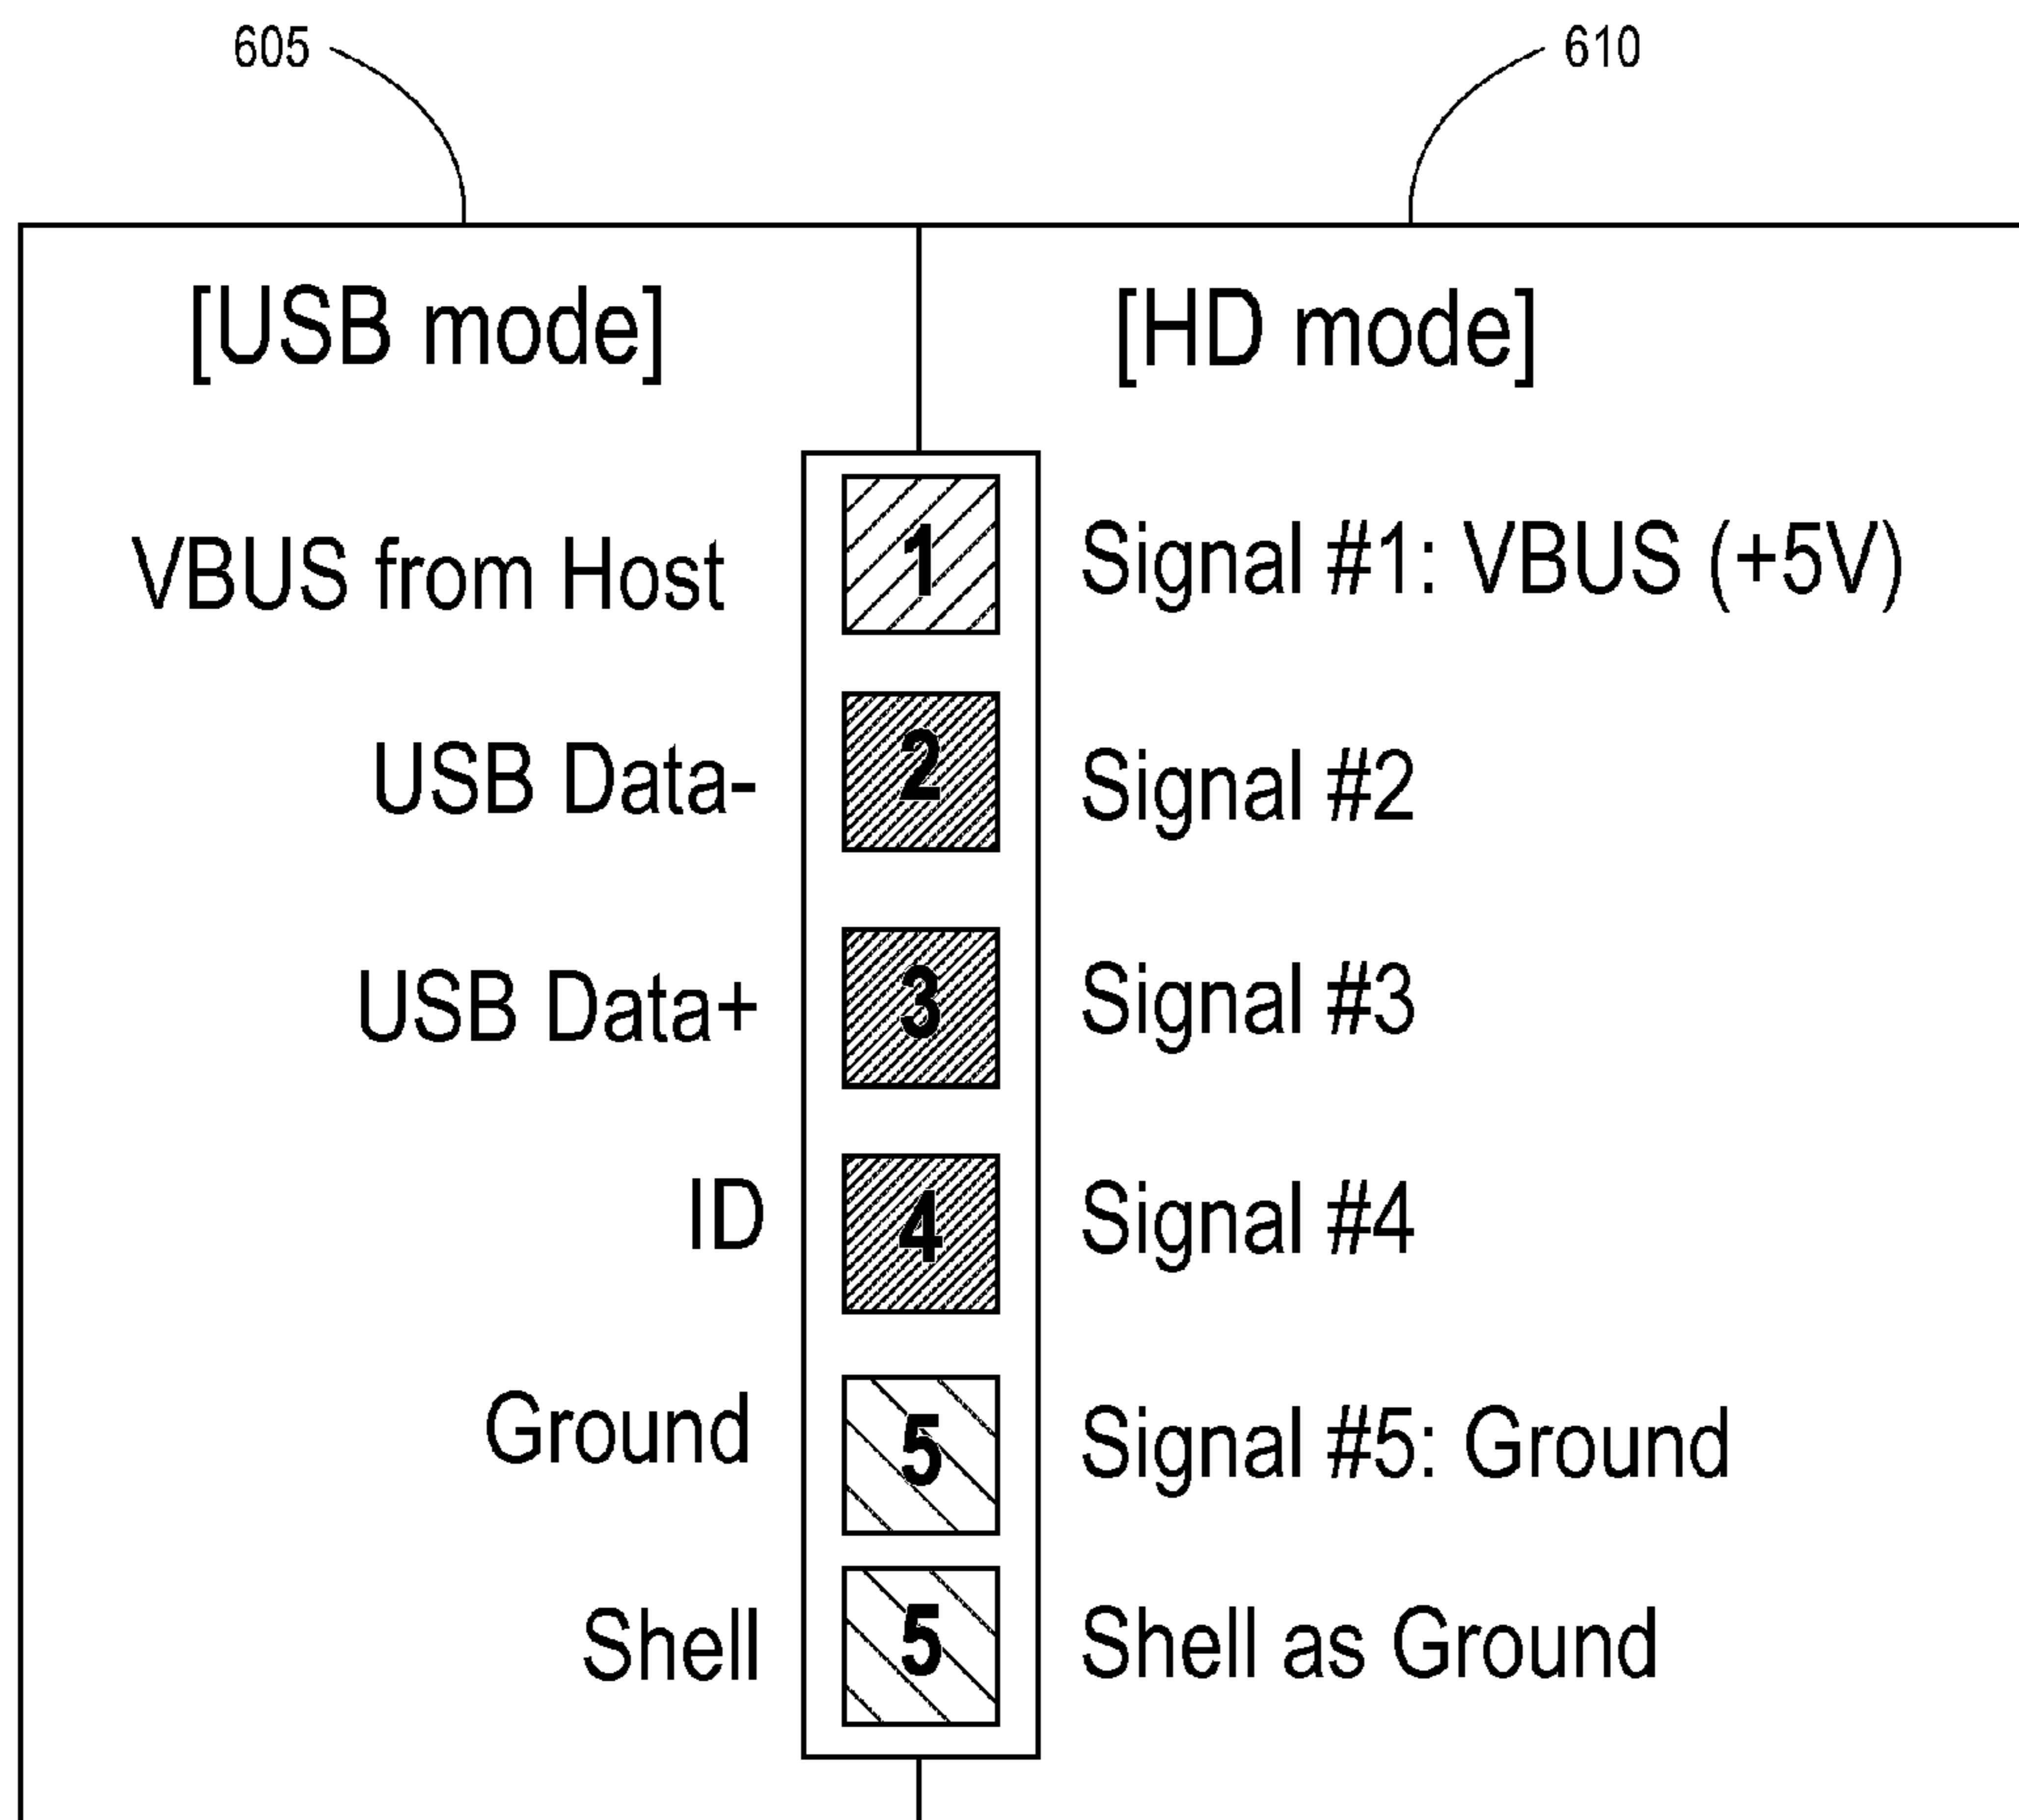 605 610
[USB mode] [HD mode]
VBUS from Host 1 Signal #1: VBUS (+5V)
USB Data- 2 Signal #2
USB Data+ 3 Signal #3
ID 4 Signal #4
Ground 5 Signal #5: Ground
Shell 5 Shell as Ground